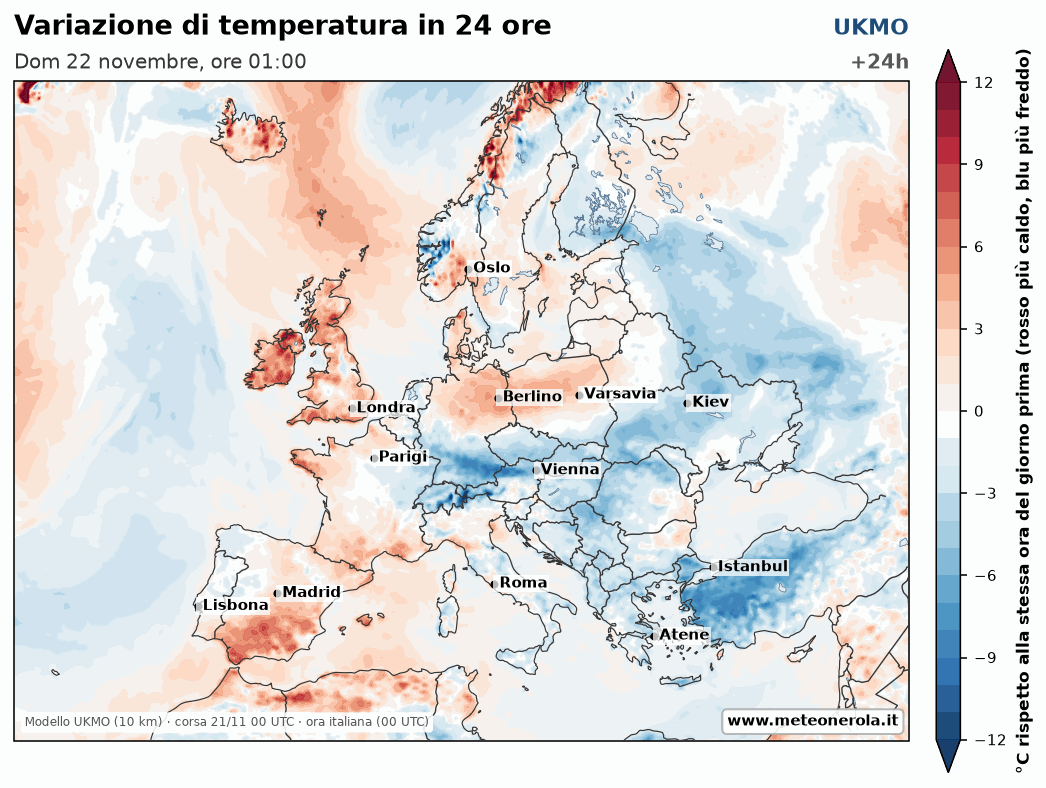 Variazione di temperatura in 24 ore
UKMO
Dom 22 novembre, ore 01:00
+24h
Oslo
Berlino
Varsavia
Londra
Kiev
Parigi
Vienna
Istanbul
Roma
Madrid
Lisbona
Atene
Modello UKMO (10 km) · corsa 21/11 00 UTC · ora italiana (00 UTC)
www.meteonerola.it
12
9
6
3
0
−3
−6
−9
−12
°C rispetto alla stessa ora del giorno prima (rosso più caldo, blu più freddo)